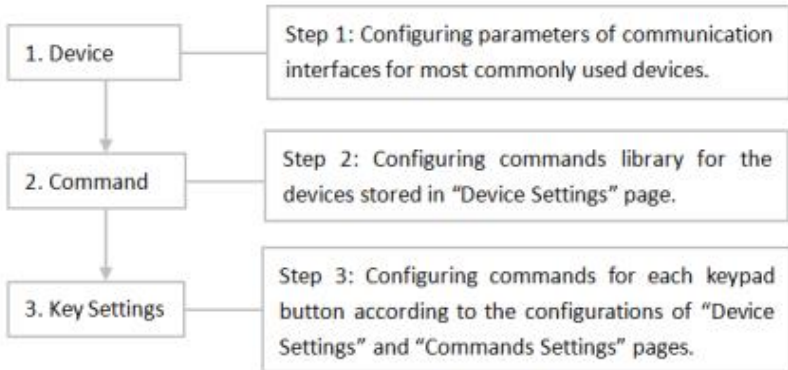 1. Device
Step 1: Configuring parameters of communication
interfaces for most commonly used devices.
2. Command
Step 2: Configuring commands library for the
devices stored in “Device Settings” page.
3. Key Settings
Step 3: Configuring commands for each keypad
button according to the configurations of “Device
Settings” and “Commands Settings” pages.